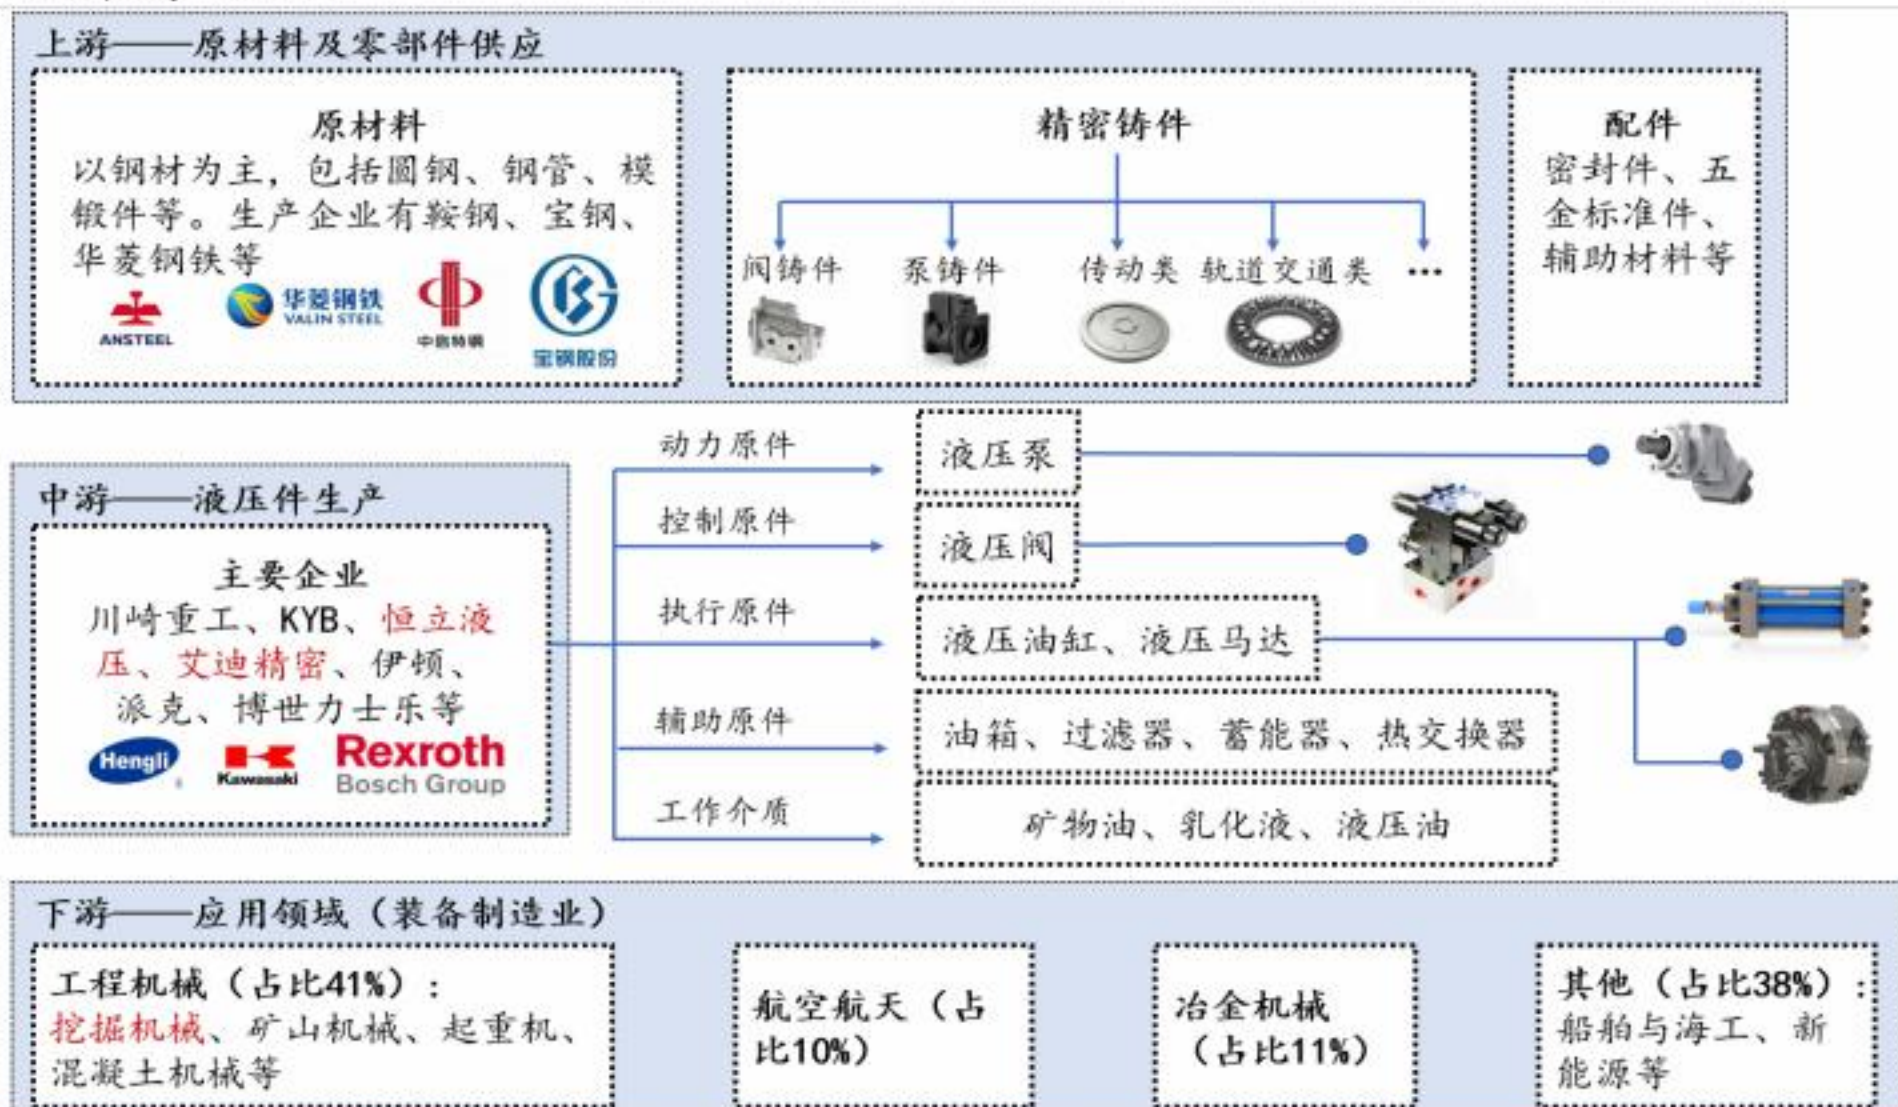 上游——原材料及零部件供应
原材料
以钢材为主，包括圆钢、钢管、模
锻件等。生产企业有鞍钢、宝钢、
华菱钢铁等
ANSTEEL
华菱钢铁
VALIN STEEL
中信特钢
宝钢股份
精密铸件
阀铸件
泵铸件
传动类
轨道交通类
…
配件
密封件、五
金标准件、
辅助材料等
中游——液压件生产
主要企业
川崎重工、KYB、恒立液
压、艾迪精密、伊顿、
派克、博世力士乐等
Hengli
Kawasaki
Rexroth
Bosch Group
动力原件
液压泵
控制原件
液压阀
执行原件
液压油缸、液压马达
辅助原件
油箱、过滤器、蓄能器、热交换器
工作介质
矿物油、乳化液、液压油
下游——应用领域（装备制造业）
工程机械（占比41%）：
挖掘机械、矿山机械、起重机、
混凝土机械等
航空航天（占
比10%）
冶金机械
（占比11%）
其他（占比38%）：
船舶与海工、新
能源等